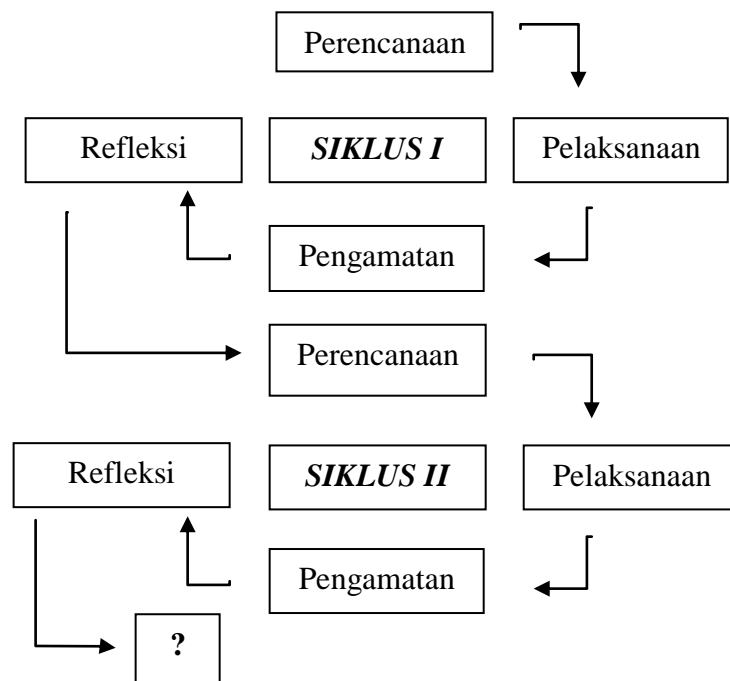 Perencanaan
Refleksi
SIKLUS I
Pelaksanaan
Pengamatan
Perencanaan
Refleksi
SIKLUS II
Pelaksanaan
Pengamatan
?